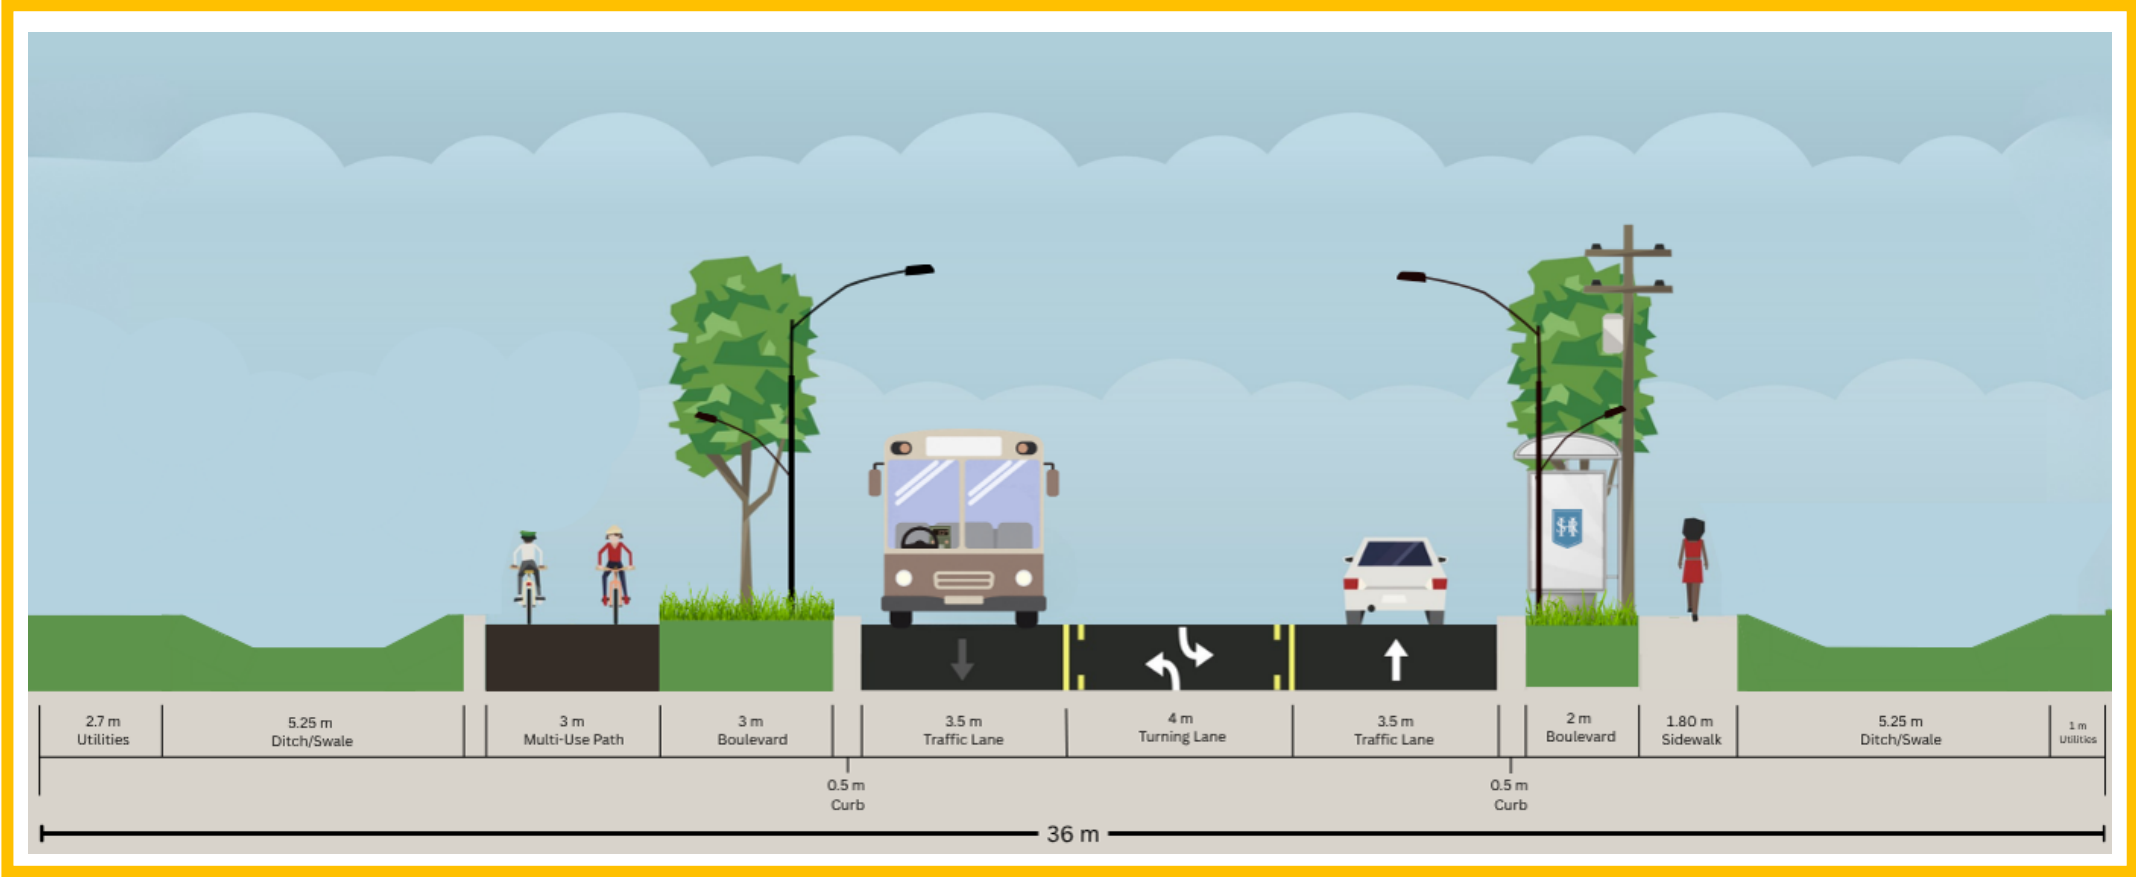 2.7 m
Utilities
5.25 m
Ditch/Swale
3 m
Multi-Use Path
3 m
Boulevard
3.5 m
Traffic Lane
4 m
Turning Lane
3.5 m
Traffic Lane
2 m
Boulevard
1.80 m
Sidewalk
5.25 m
Ditch/Swale
1 m
Utilities
0.5 m
Curb
0.5 m
Curb
36 m